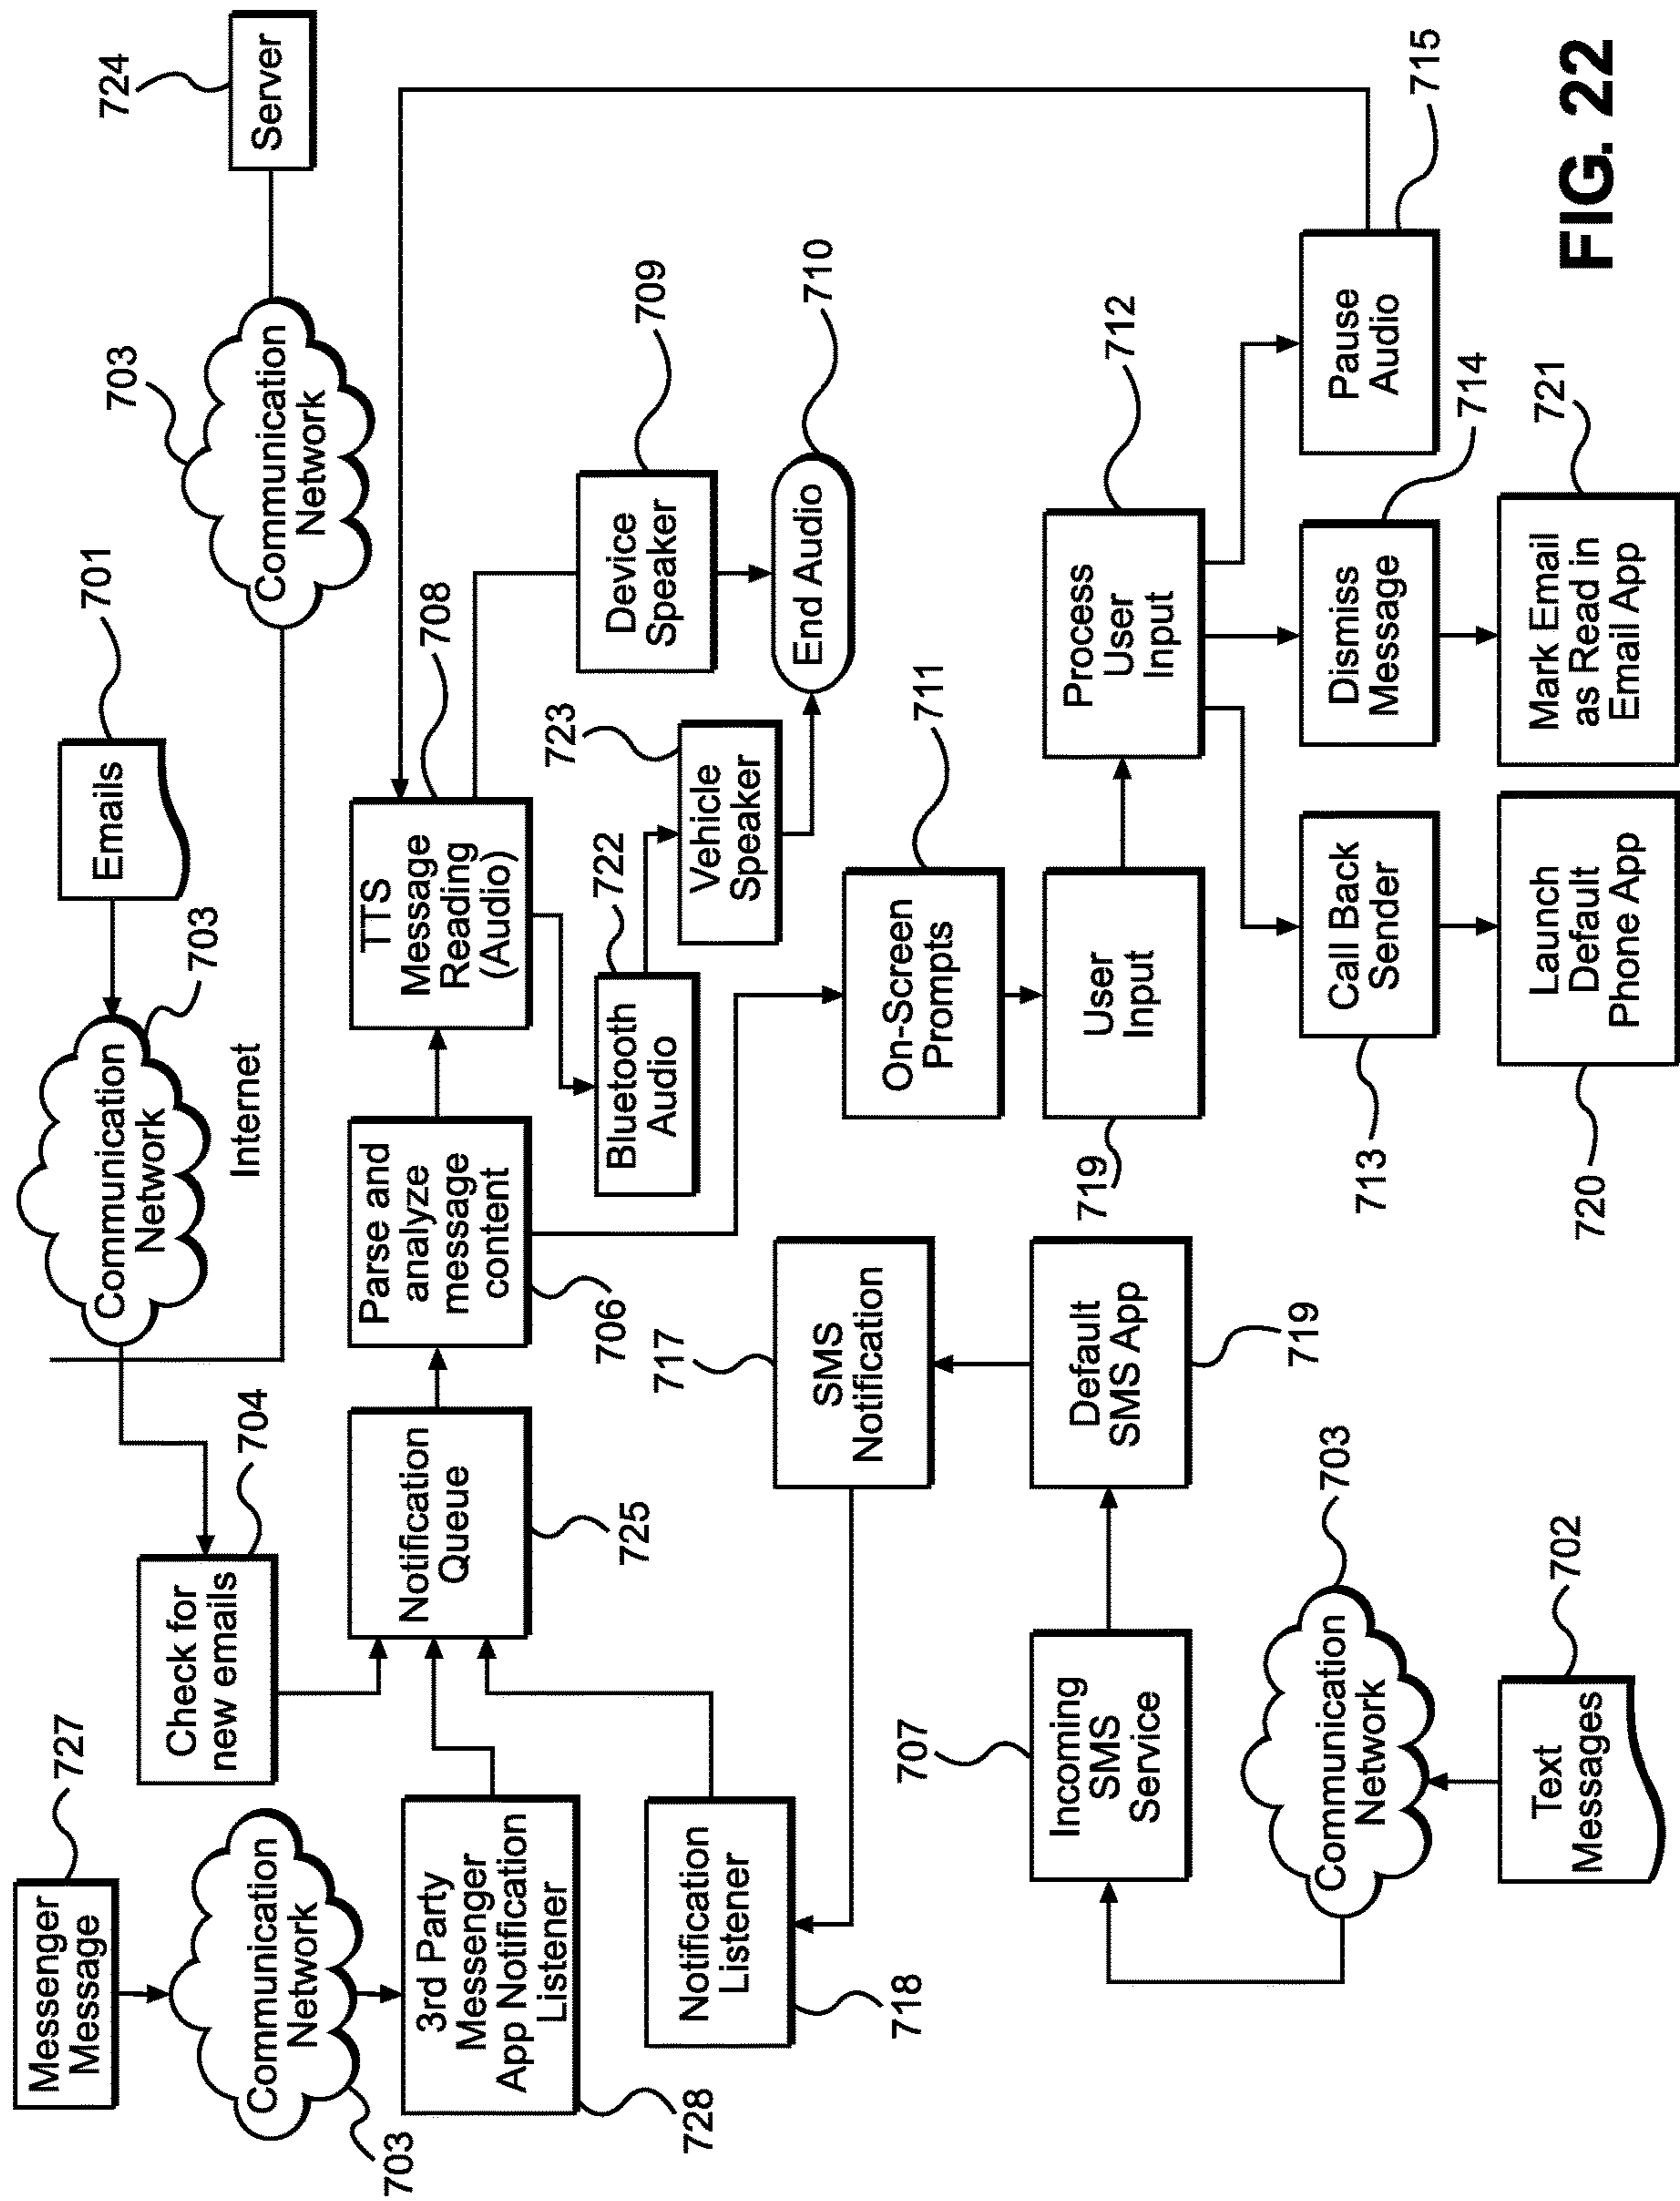 727
Messenger
Message
Communication
Network
703
3rd Party
Messenger
App Notification
Listener
728
Check for
new emails
704
Communication
Network
703
Internet
Emails
701
Communication
Network
703
Server
724
Notification
Queue
725
Parse and
analyze
message
content
706
TTS
Message
Reading
(Audio)
708
Device
Speaker
709
End Audio
710
Bluetooth
Audio
722
Vehicle
Speaker
723
Notification
Listener
718
SMS
Notification
717
On-Screen
Prompts
711
Incoming
SMS
Service
707
Default
SMS App
719
User
Input
719
Process
User
Input
712
Communication
Network
703
Text
Messages
702
Call Back
Sender
713
Dismiss
Message
714
Pause
Audio
715
Launch
Default
Phone App
720
Mark Email
as Read in
Email App
721
FIG. 22